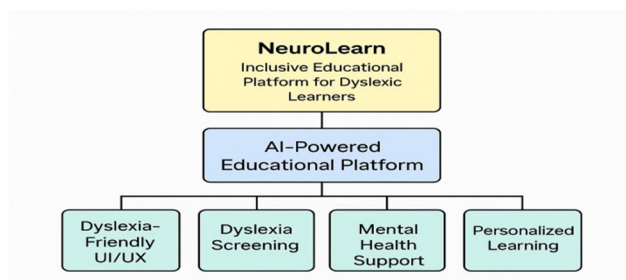 NeuroLearn
Inclusive Educational
Platform for Dyslexic
Learners
AI-Powered
Educational Platform
Dyslexia-
Friendly
UI/UX
Dyslexia
Screening
Mental
Health
Support
Personalized
Learning